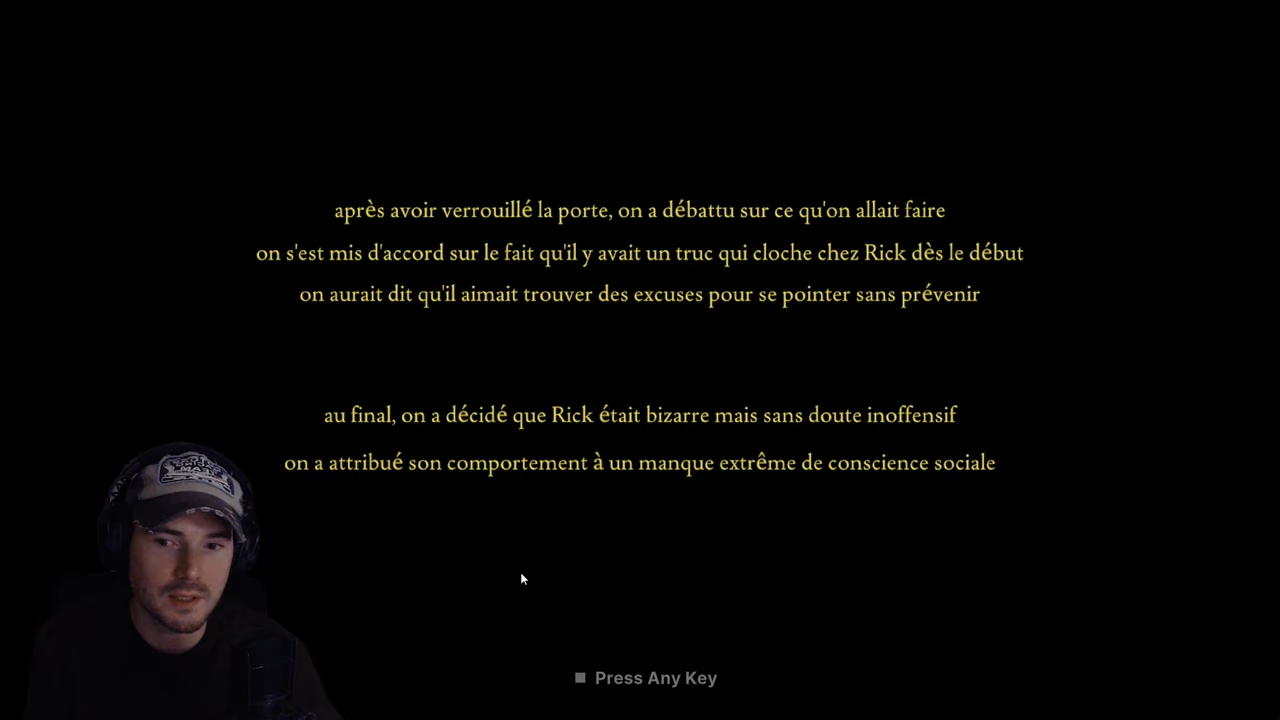 après avoir verrouillé la porte, on a débattu sur ce qu'on allait faire
on s'est mis d'accord sur le fait qu'il y avait un truc qui cloche chez Rick dès le début
on aurait dit qu'il aimait trouver des excuses pour se pointer sans prévenir
au final, on a décidé que Rick était bizarre mais sans doute inoffensif
on a attribué son comportement à un manque extrême de conscience sociale
Press Any Key